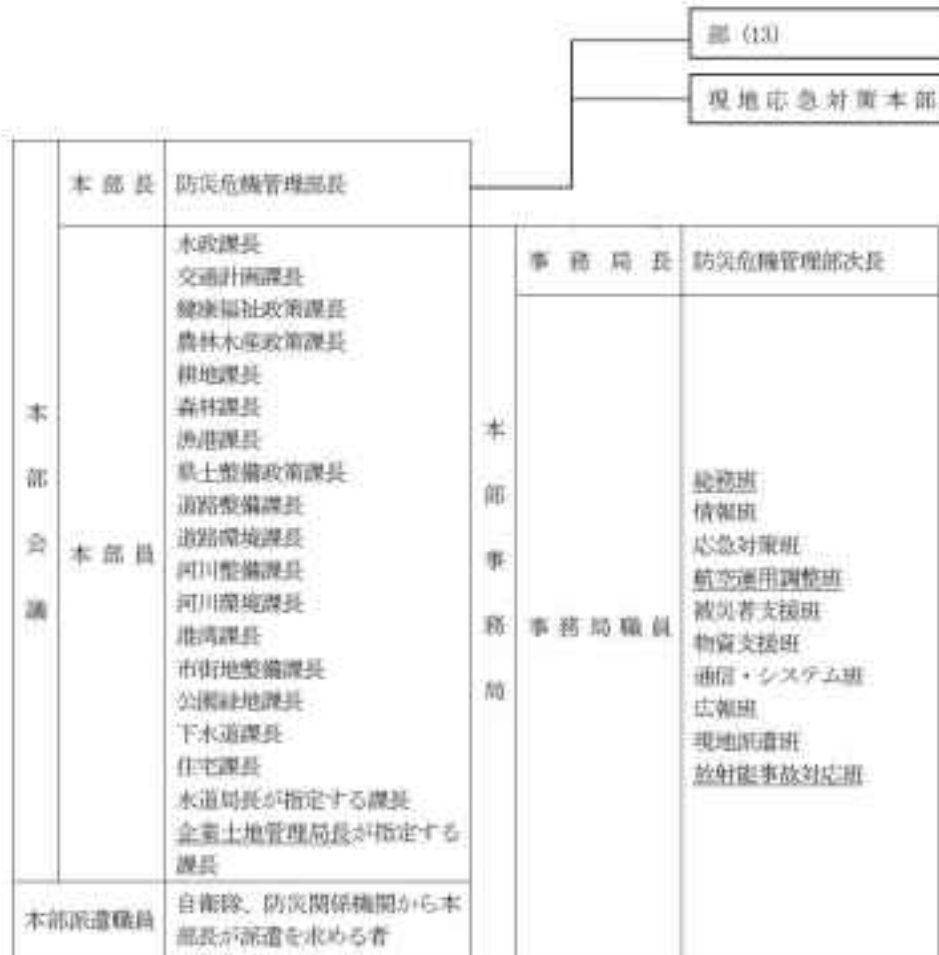 部 (13)
現地応急対策本部
本部長
防災危機管理部長
本部会議
本部員
水政課長
交通計画課長
健康福祉政策課長
農林水産政策課長
耕地課長
森林課長
漁港課長
県土整備政策課長
道路整備課長
道路環境課長
河川整備課長
河川環境課長
港湾課長
市街地整備課長
公園緑地課長
下水道課長
住宅課長
水道局長が指定する課長
企業土地管理局長が指定する
課長
本部派遣職員
自衛隊、防災関係機関から本
部長が派遣を求める者
本部事務局
事務局長
防災危機管理部次長
事務局職員
総務班
情報班
応急対策班
航空運用調整班
被災者支援班
物資支援班
通信・システム班
広報班
現地派遣班
放射能事故対応班